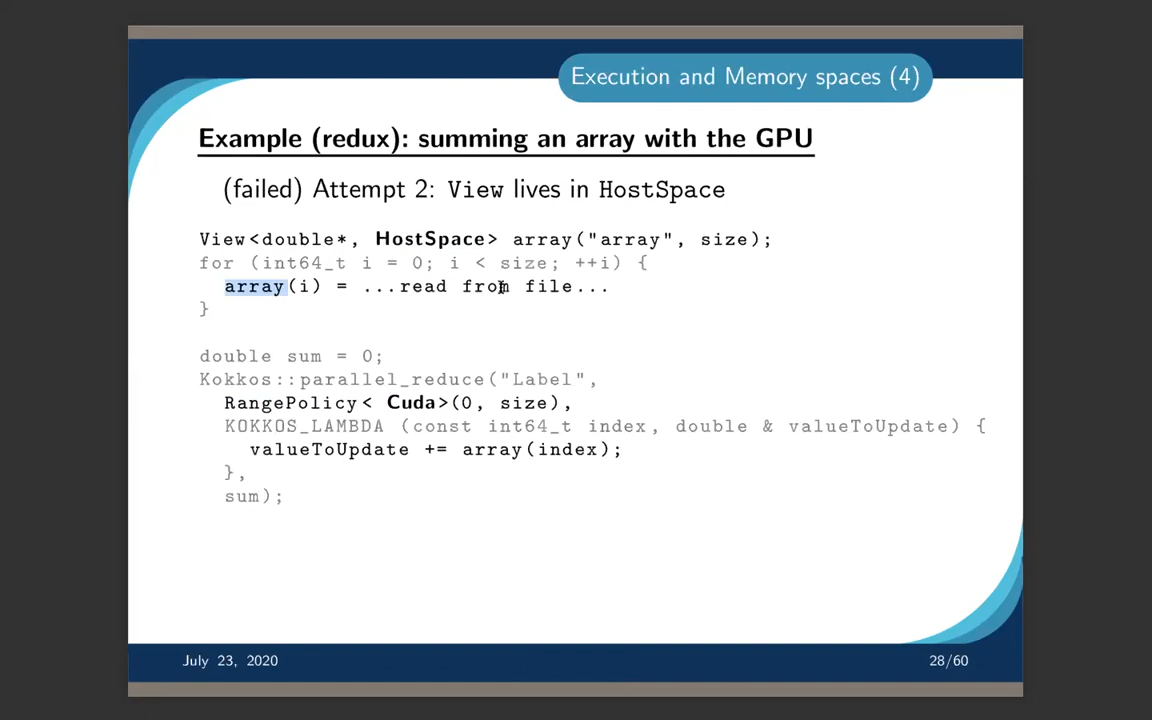 Execution and Memory spaces (4)
Example (redux): summing an array with the GPU
(failed) Attempt 2: View lives in HostSpace
View<double*, HostSpace> array("array", size);
for (int64_t i = 0; i < size; ++i) {
  array(i) = ...read from file...
}
double sum = 0;
Kokkos::parallel_reduce("Label",
  RangePolicy< Cuda>(0, size),
  KOKKOS_LAMBDA (const int64_t index, double & valueToUpdate) {
    valueToUpdate += array(index);
  },
  sum);
July 23, 2020
28/60